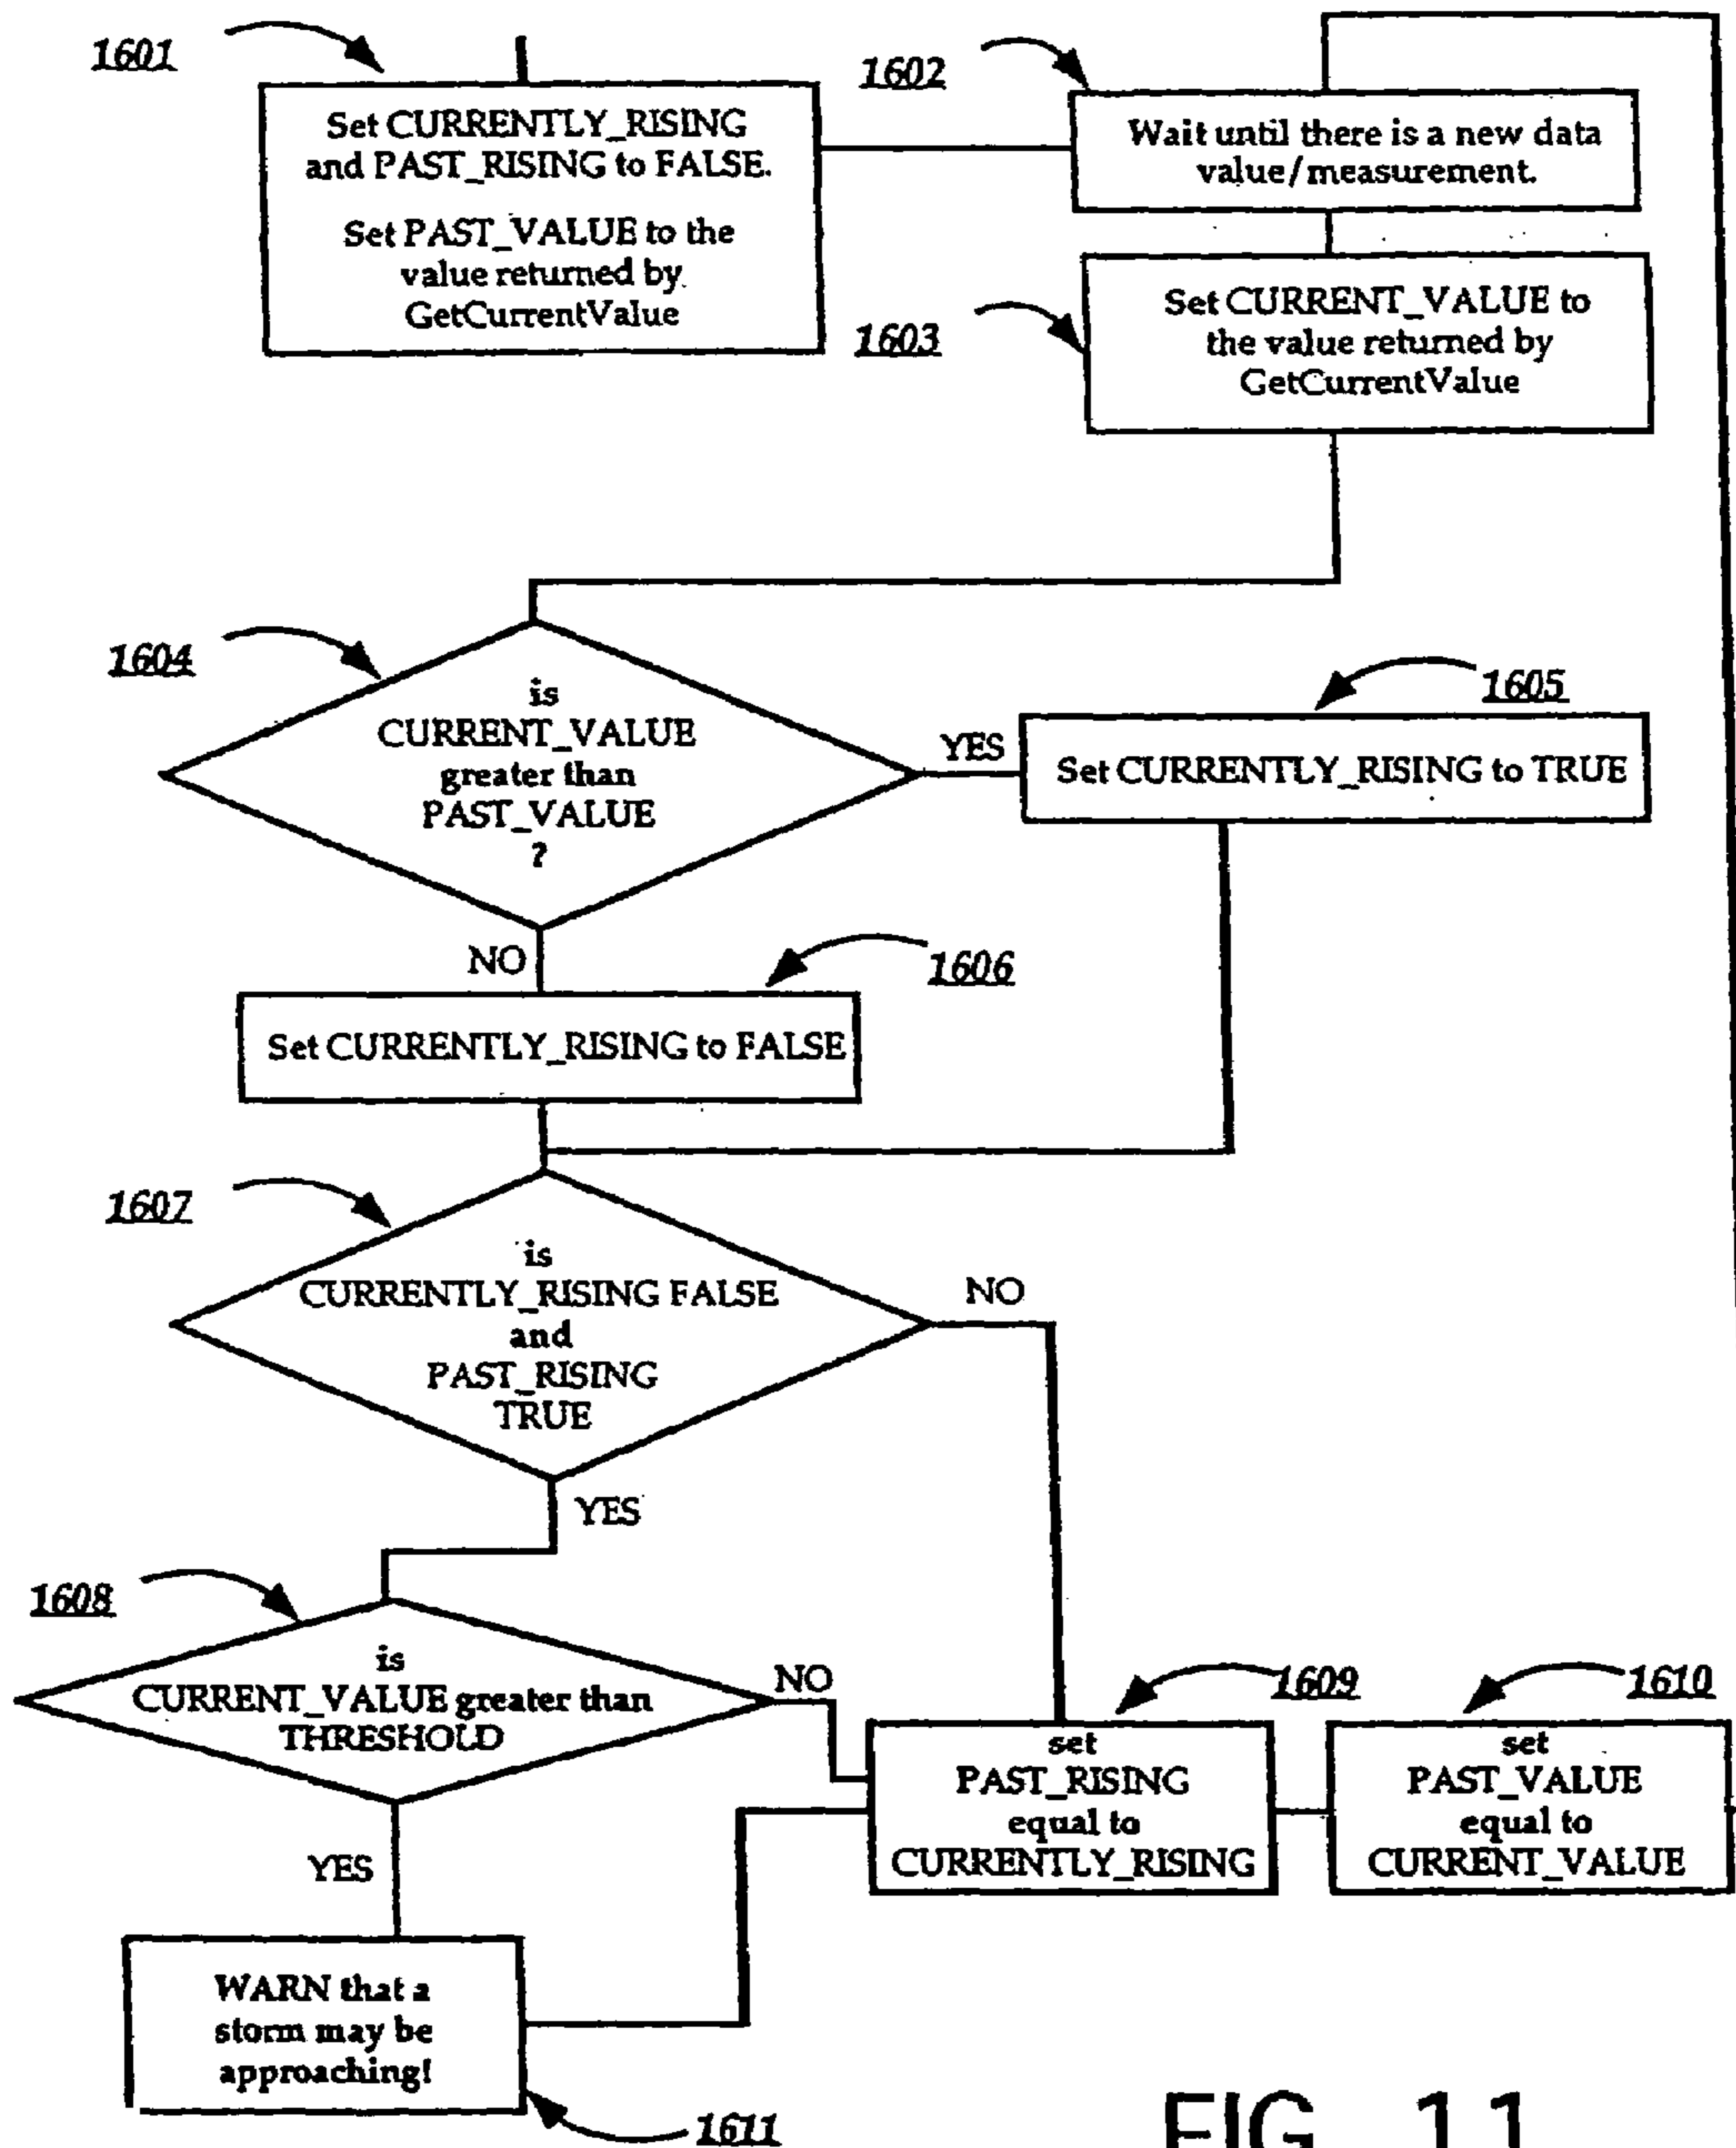 1601
Set CURRENTLY_RISING
and PAST_RISING to FALSE.
Set PAST_VALUE to the
value returned by
GetCurrentValue
1602
Wait until there is a new data
value/measurement.
1603
Set CURRENT_VALUE to
the value returned by
GetCurrentValue
1604
is
CURRENT_VALUE
greater than
PAST_VALUE
?
YES
1605
Set CURRENTLY_RISING to TRUE
NO
1606
Set CURRENTLY_RISING to FALSE
1607
is
CURRENTLY_RISING FALSE
and
PAST_RISING
TRUE
NO
YES
1608
is
CURRENT_VALUE greater than
THRESHOLD
NO
1609
set
PAST_RISING
equal to
CURRENTLY_RISING
1610
set
PAST_VALUE
equal to
CURRENT_VALUE
YES
WARN that a
storm may be
approaching!
1611
FIG. 11